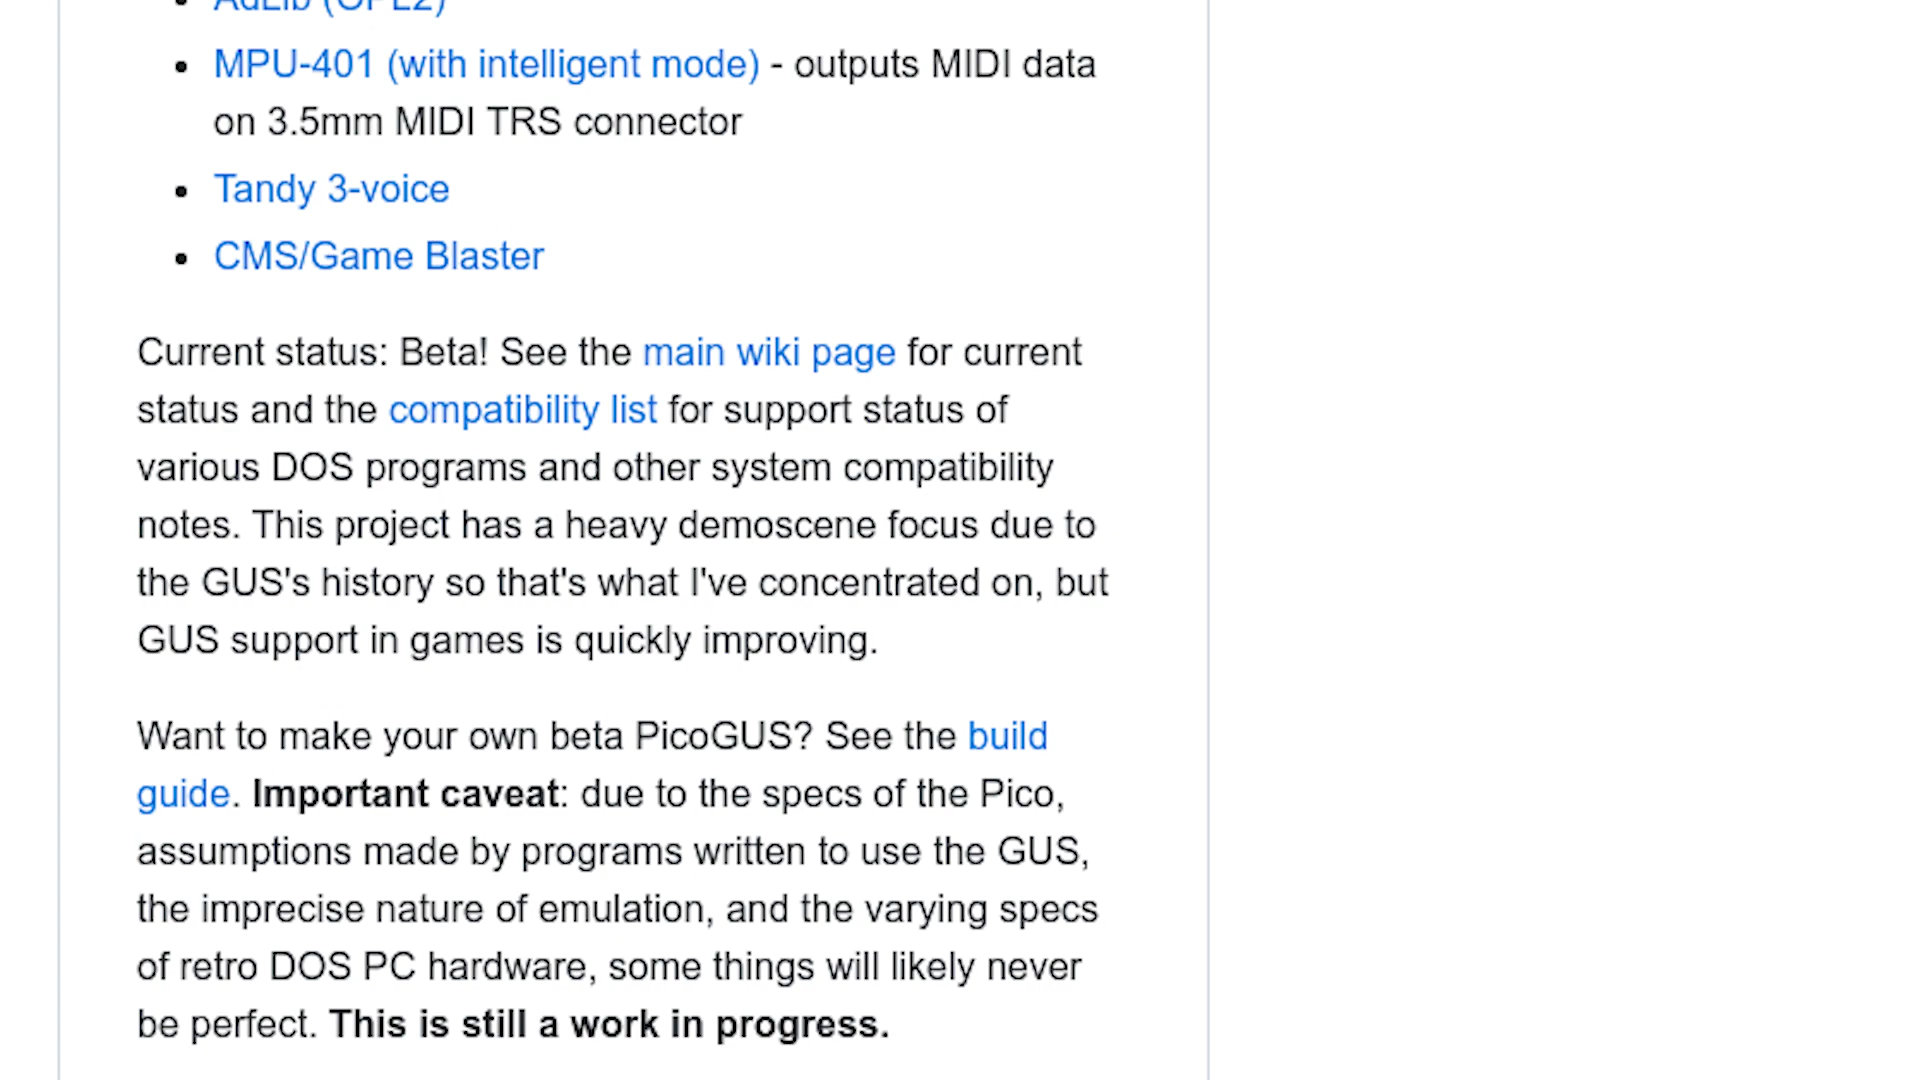 AdLib (OPL2)
MPU-401 (with intelligent mode) - outputs MIDI data
on 3.5mm MIDI TRS connector
Tandy 3-voice
CMS/Game Blaster
Current status: Beta! See the main wiki page for current
status and the compatibility list for support status of
various DOS programs and other system compatibility
notes. This project has a heavy demoscene focus due to
the GUS's history so that's what I've concentrated on, but
GUS support in games is quickly improving.
Want to make your own beta PicoGUS? See the build
guide. Important caveat: due to the specs of the Pico,
assumptions made by programs written to use the GUS,
the imprecise nature of emulation, and the varying specs
of retro DOS PC hardware, some things will likely never
be perfect. This is still a work in progress.